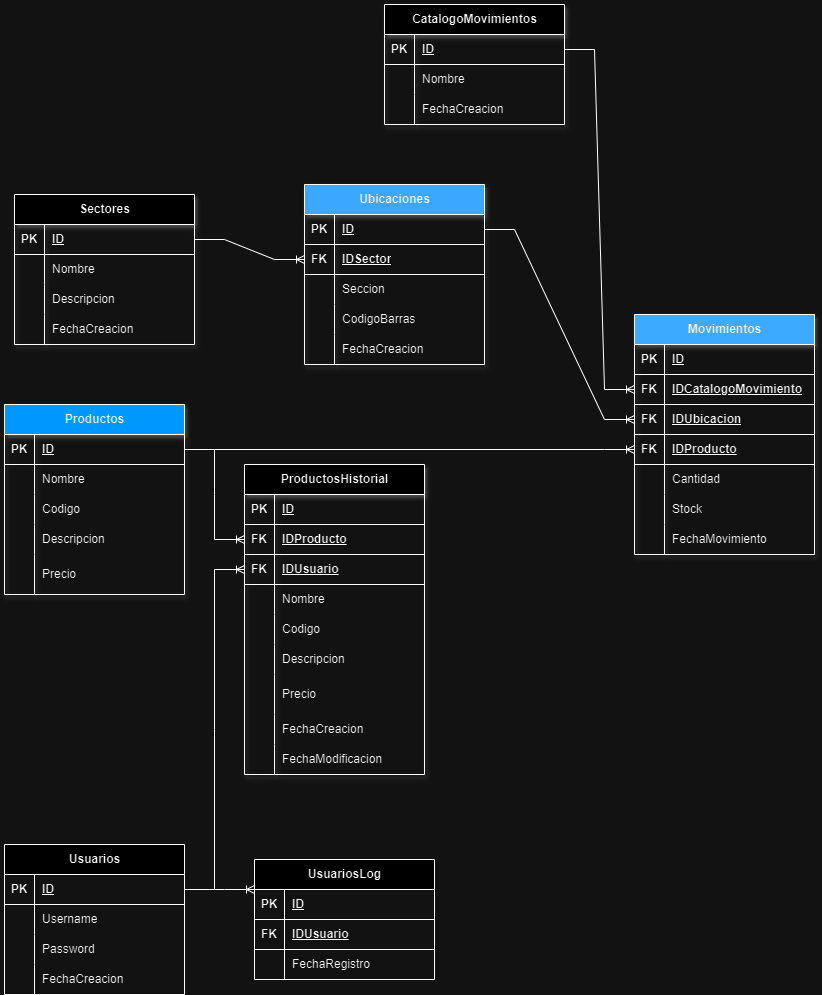 CatalogoMovimientos
PK ID
Nombre
FechaCreacion
Sectores
PK ID
Nombre
Descripcion
FechaCreacion
Ubicaciones
PK ID
FK IDSector
Seccion
CodigoBarras
FechaCreacion
Movimientos
PK ID
FK IDCatalogoMovimiento
FK IDUbicacion
FK IDProducto
Cantidad
Stock
FechaMovimiento
Productos
PK ID
Nombre
Codigo
Descripcion
Precio
ProductosHistorial
PK ID
FK IDProducto
FK IDUsuario
Nombre
Codigo
Descripcion
Precio
FechaCreacion
FechaModificacion
Usuarios
PK ID
Username
Password
FechaCreacion
UsuariosLog
PK ID
FK IDUsuario
FechaRegistro